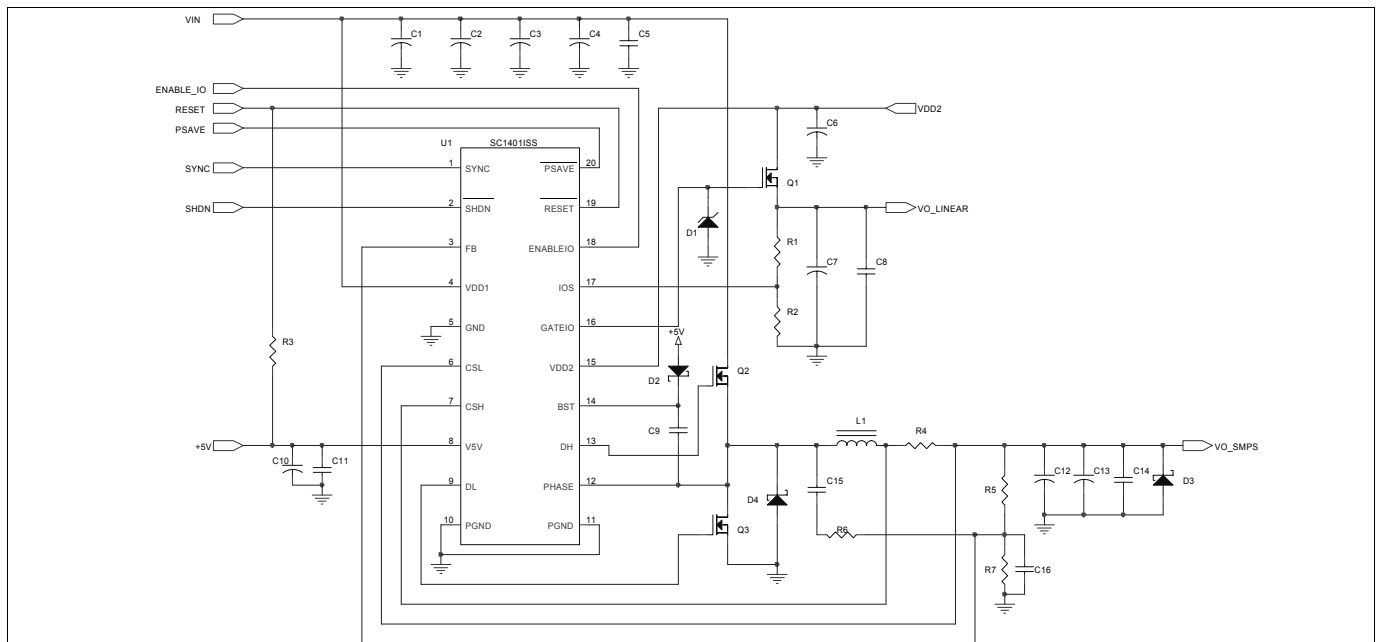 VIN
C1
C2
C3
C4
C5
ENABLE_IO
RESET
PSAVE
VDD2
C6
U1
SC1401ISS
SYNC
1
SYNC
PSAVE
20
Q1
SHDN
2
SHDN
RESET
19
VO_LINEAR
D1
3
FB
ENABLEIO
18
R1
C7
C8
4
VDD1
IOS
17
R2
5
GND
GATEIO
16
+5V
R3
6
CSL
VDD2
15
D2
Q2
7
CSH
BST
14
C9
L1
R4
+5V
8
V5V
DH
13
VO_SMPS
C10
C11
C12
C13
C14
D3
9
DL
PHASE
12
D4
C15
R5
10
PGND
PGND
11
Q3
R6
R7
C16